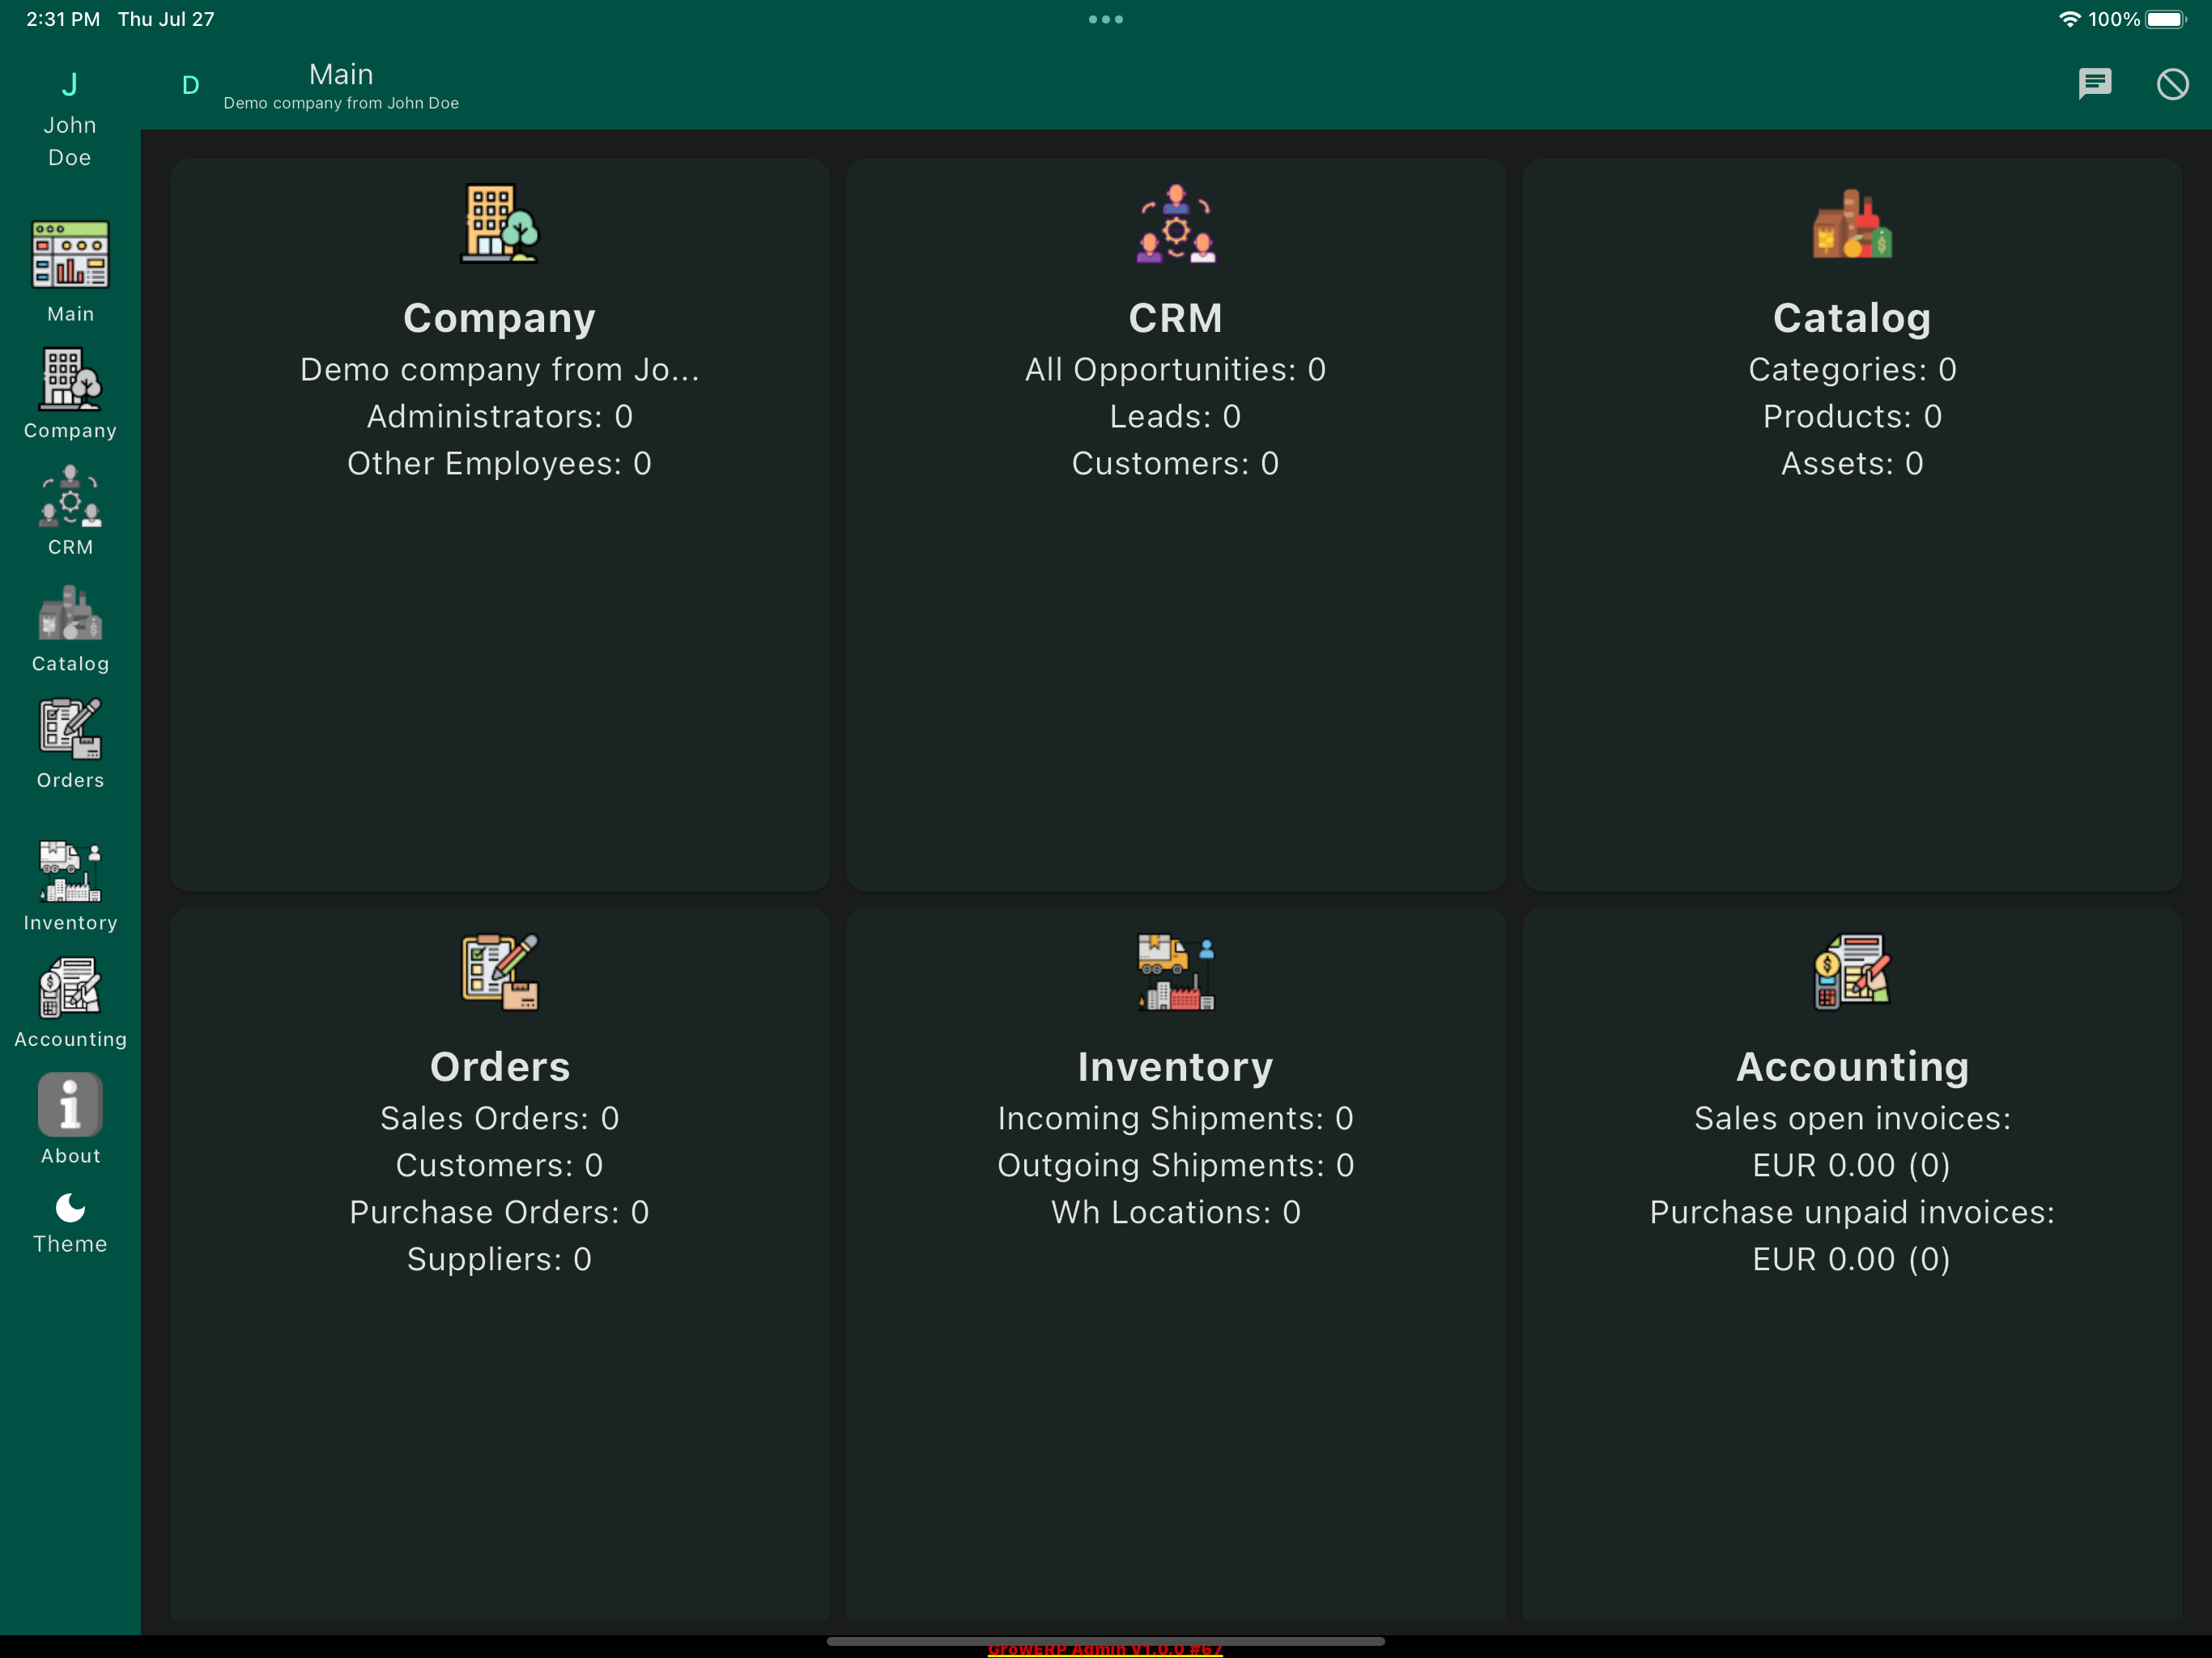 2:31 PM Thu Jul 27
100%
J
John
Doe
D
Main
Demo company from John Doe
Main
Company
CRM
Catalog
Orders
Inventory
Accounting
About
Theme
Company
Demo company from Jo...
Administrators: 0
Other Employees: 0
CRM
All Opportunities: 0
Leads: 0
Customers: 0
Catalog
Categories: 0
Products: 0
Assets: 0
Orders
Sales Orders: 0
Customers: 0
Purchase Orders: 0
Suppliers: 0
Inventory
Incoming Shipments: 0
Outgoing Shipments: 0
Wh Locations: 0
Accounting
Sales open invoices:
EUR 0.00 (0)
Purchase unpaid invoices:
EUR 0.00 (0)
GrowERP Admin V1.0.0 #67